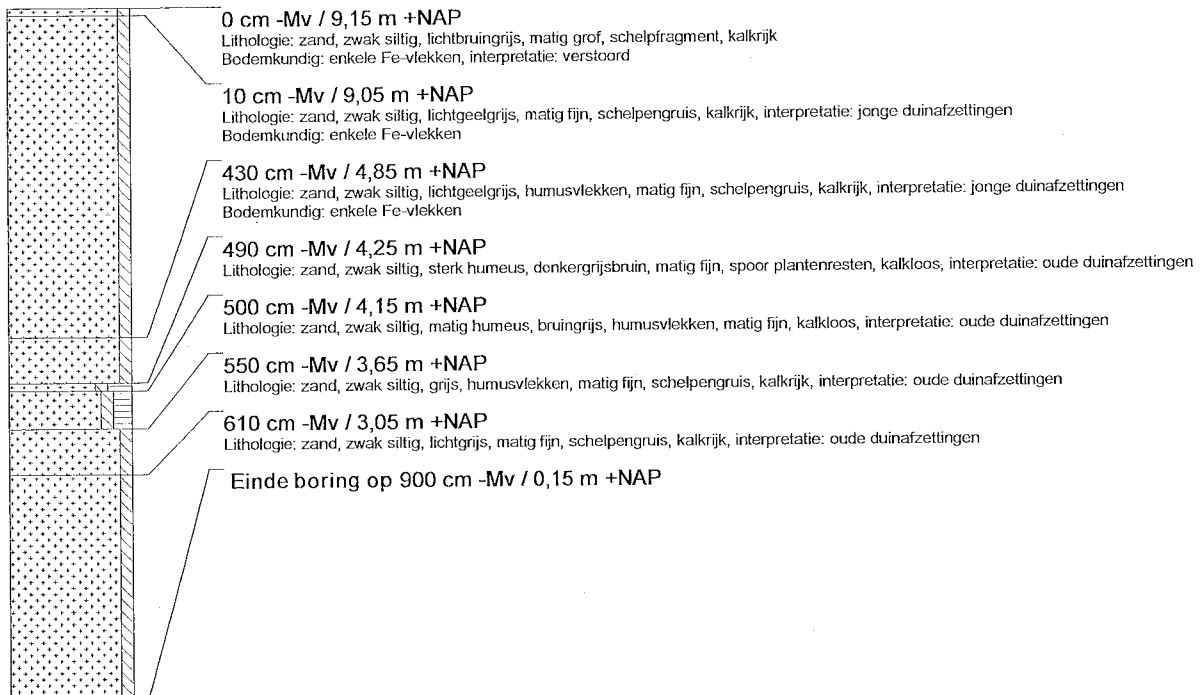 0 cm -Mv / 9,15 m +NAP
Lithologie: zand, zwak siltig, lichtbruingrijs, matig grof, schelpfragment, kalkrijk
Bodemkundig: enkele Fe-vlekken, interpretatie: verstoord
10 cm -Mv / 9,05 m +NAP
Lithologie: zand, zwak siltig, lichtgeelgrijs, matig fijn, schelpengruis, kalkrijk, interpretatie: jonge duinafzettingen
Bodemkundig: enkele Fe-vlekken
430 cm -Mv / 4,85 m +NAP
Lithologie: zand, zwak siltig, lichtgeelgrijs, humusvlekken, matig fijn, schelpengruis, kalkrijk, interpretatie: jonge duinafzettingen
Bodemkundig: enkele Fe-vlekken
490 cm -Mv / 4,25 m +NAP
Lithologie: zand, zwak siltig, sterk humeus, donkergrijsbruin, matig fijn, spoor plantenresten, kalkloos, interpretatie: oude duinafzettingen
500 cm -Mv / 4,15 m +NAP
Lithologie: zand, zwak siltig, matig humeus, bruingrijs, humusvlekken, matig fijn, kalkloos, interpretatie: oude duinafzettingen
550 cm -Mv / 3,65 m +NAP
Lithologie: zand, zwak siltig, grijs, humusvlekken, matig fijn, schelpengruis, kalkrijk, interpretatie: oude duinafzettingen
610 cm -Mv / 3,05 m +NAP
Lithologie: zand, zwak siltig, lichtgrijs, matig fijn, schelpengruis, kalkrijk, interpretatie: oude duinafzettingen
Einde boring op 900 cm -Mv / 0,15 m +NAP